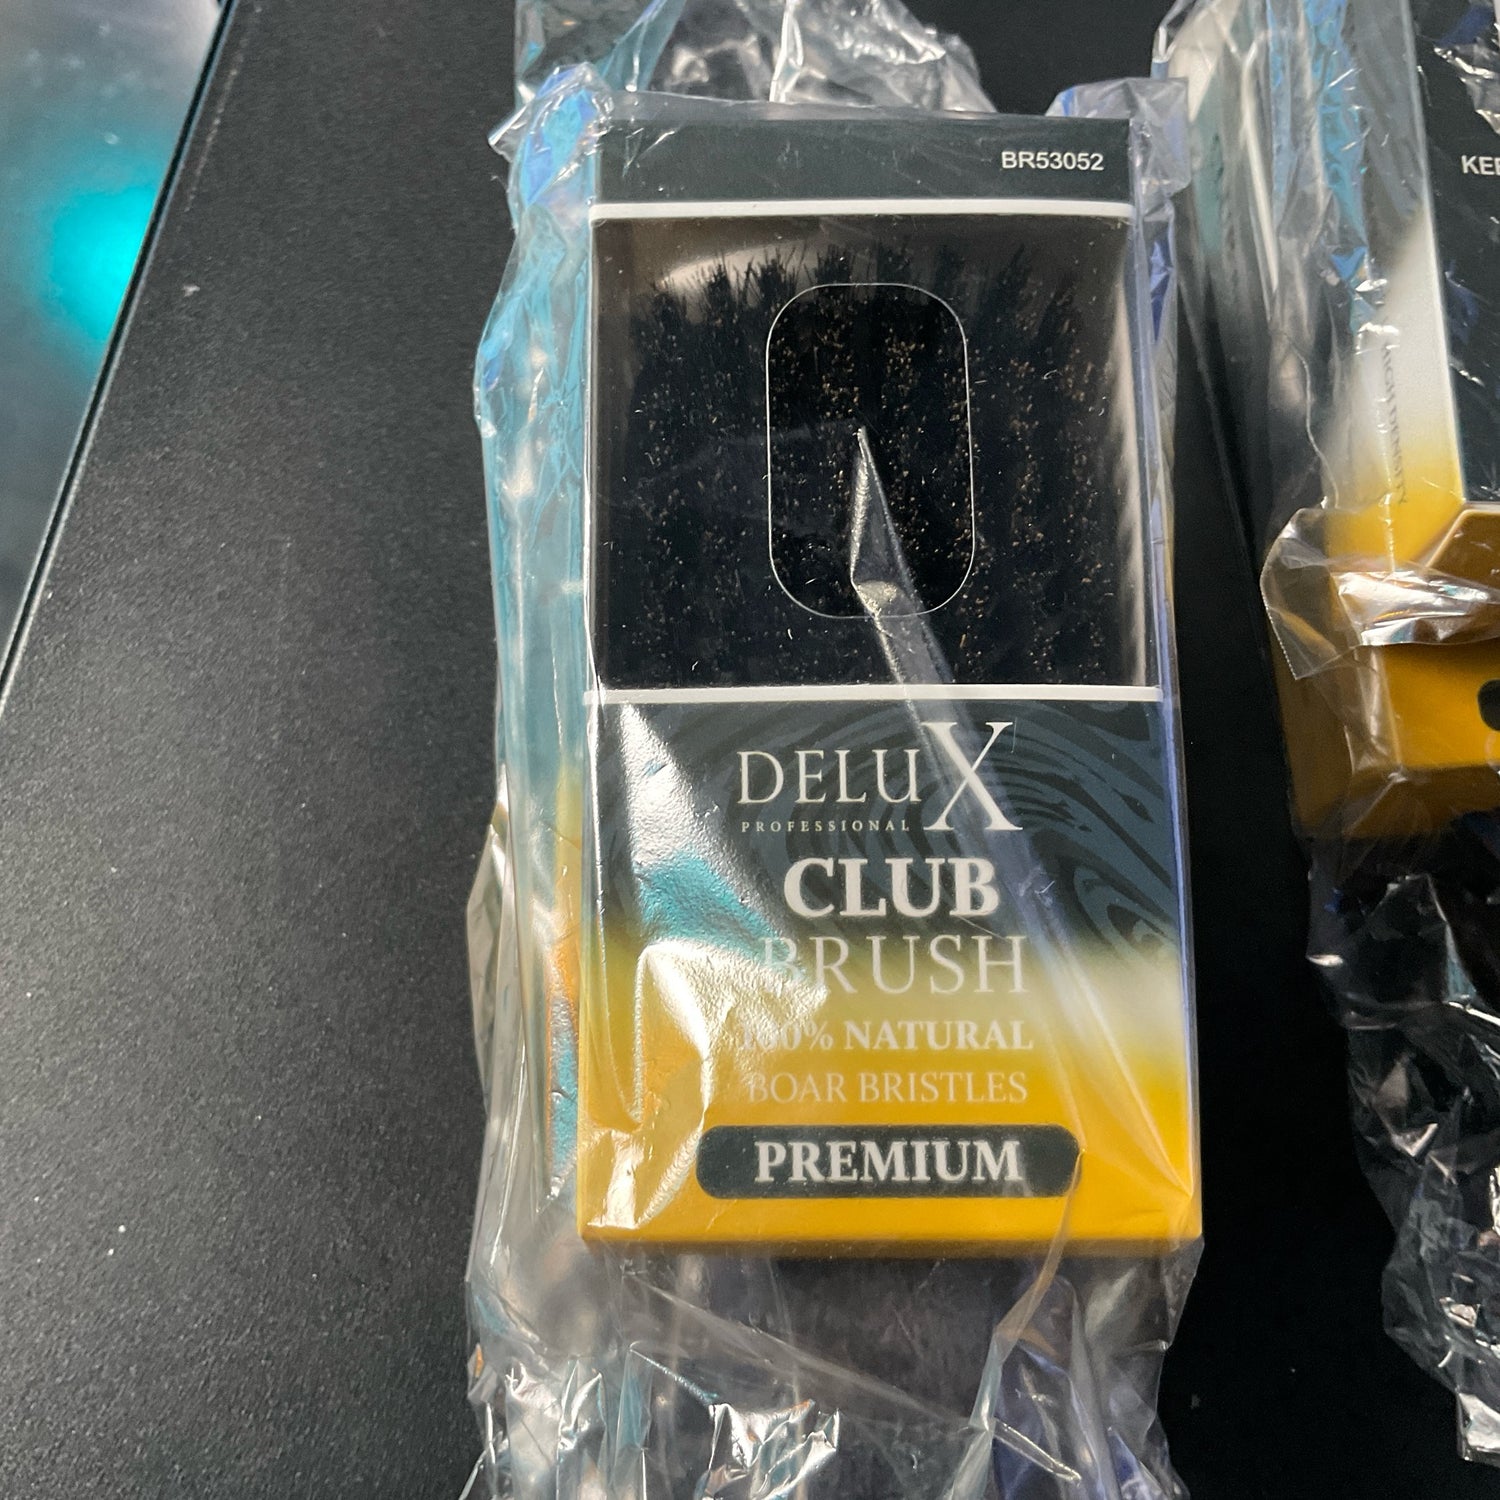 BR53052
DELUX
PROFESSIONAL
CLUB
BRUSH
100% NATURAL
BOAR BRISTLES
PREMIUM